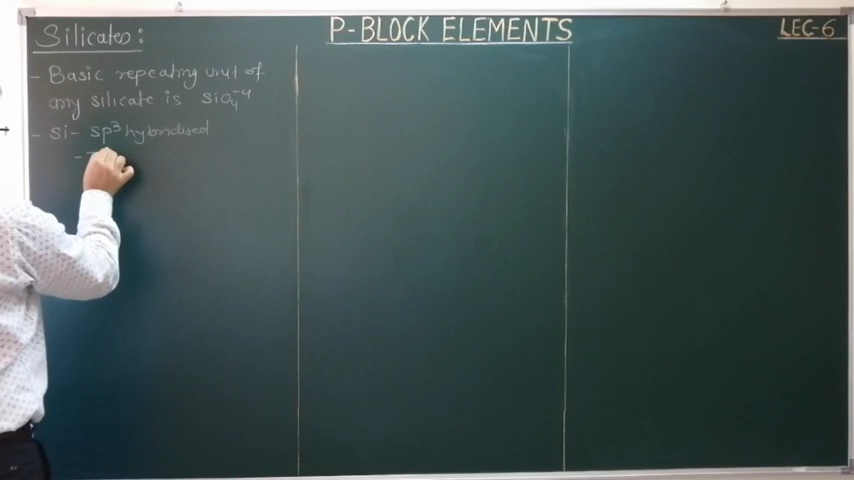 P-BLOCK ELEMENTS
LEC-6
Silicates:
- Basic repeating unit of
any silicate is SiO₄⁻⁴
- Si - sp³ hybridised
-